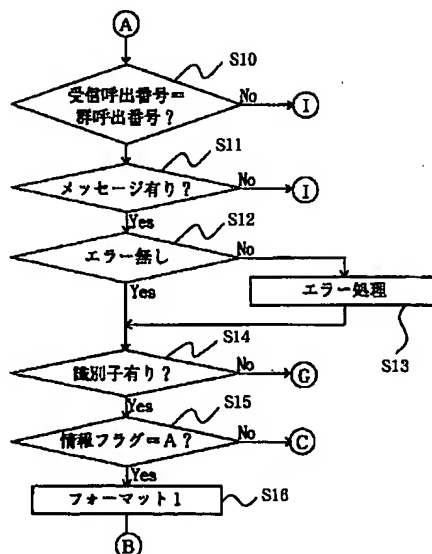 A
S10
受信呼出番号＝
群呼出番号？
No
I
S11
メッセージ有り？
No
I
Yes
S12
エラー無し
No
Yes
エラー処理
S13
S14
識別子有り？
No
G
Yes
S15
情報フラグ＝A？
No
C
Yes
フォーマット1
S16
B